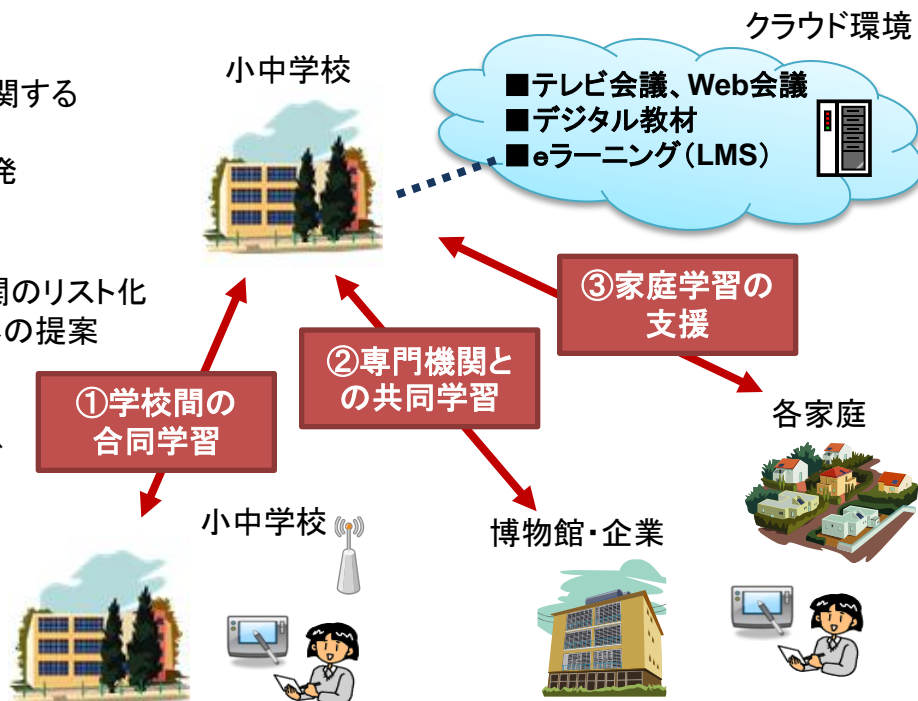 クラウド環境
小中学校
■テレビ会議、Web会議
■デジタル教材
■eラーニング(LMS)
関する
発
関のリスト化
の提案
③家庭学習の
支援
②専門機関と
の共同学習
①学校間の
合同学習
各家庭
小中学校
博物館・企業